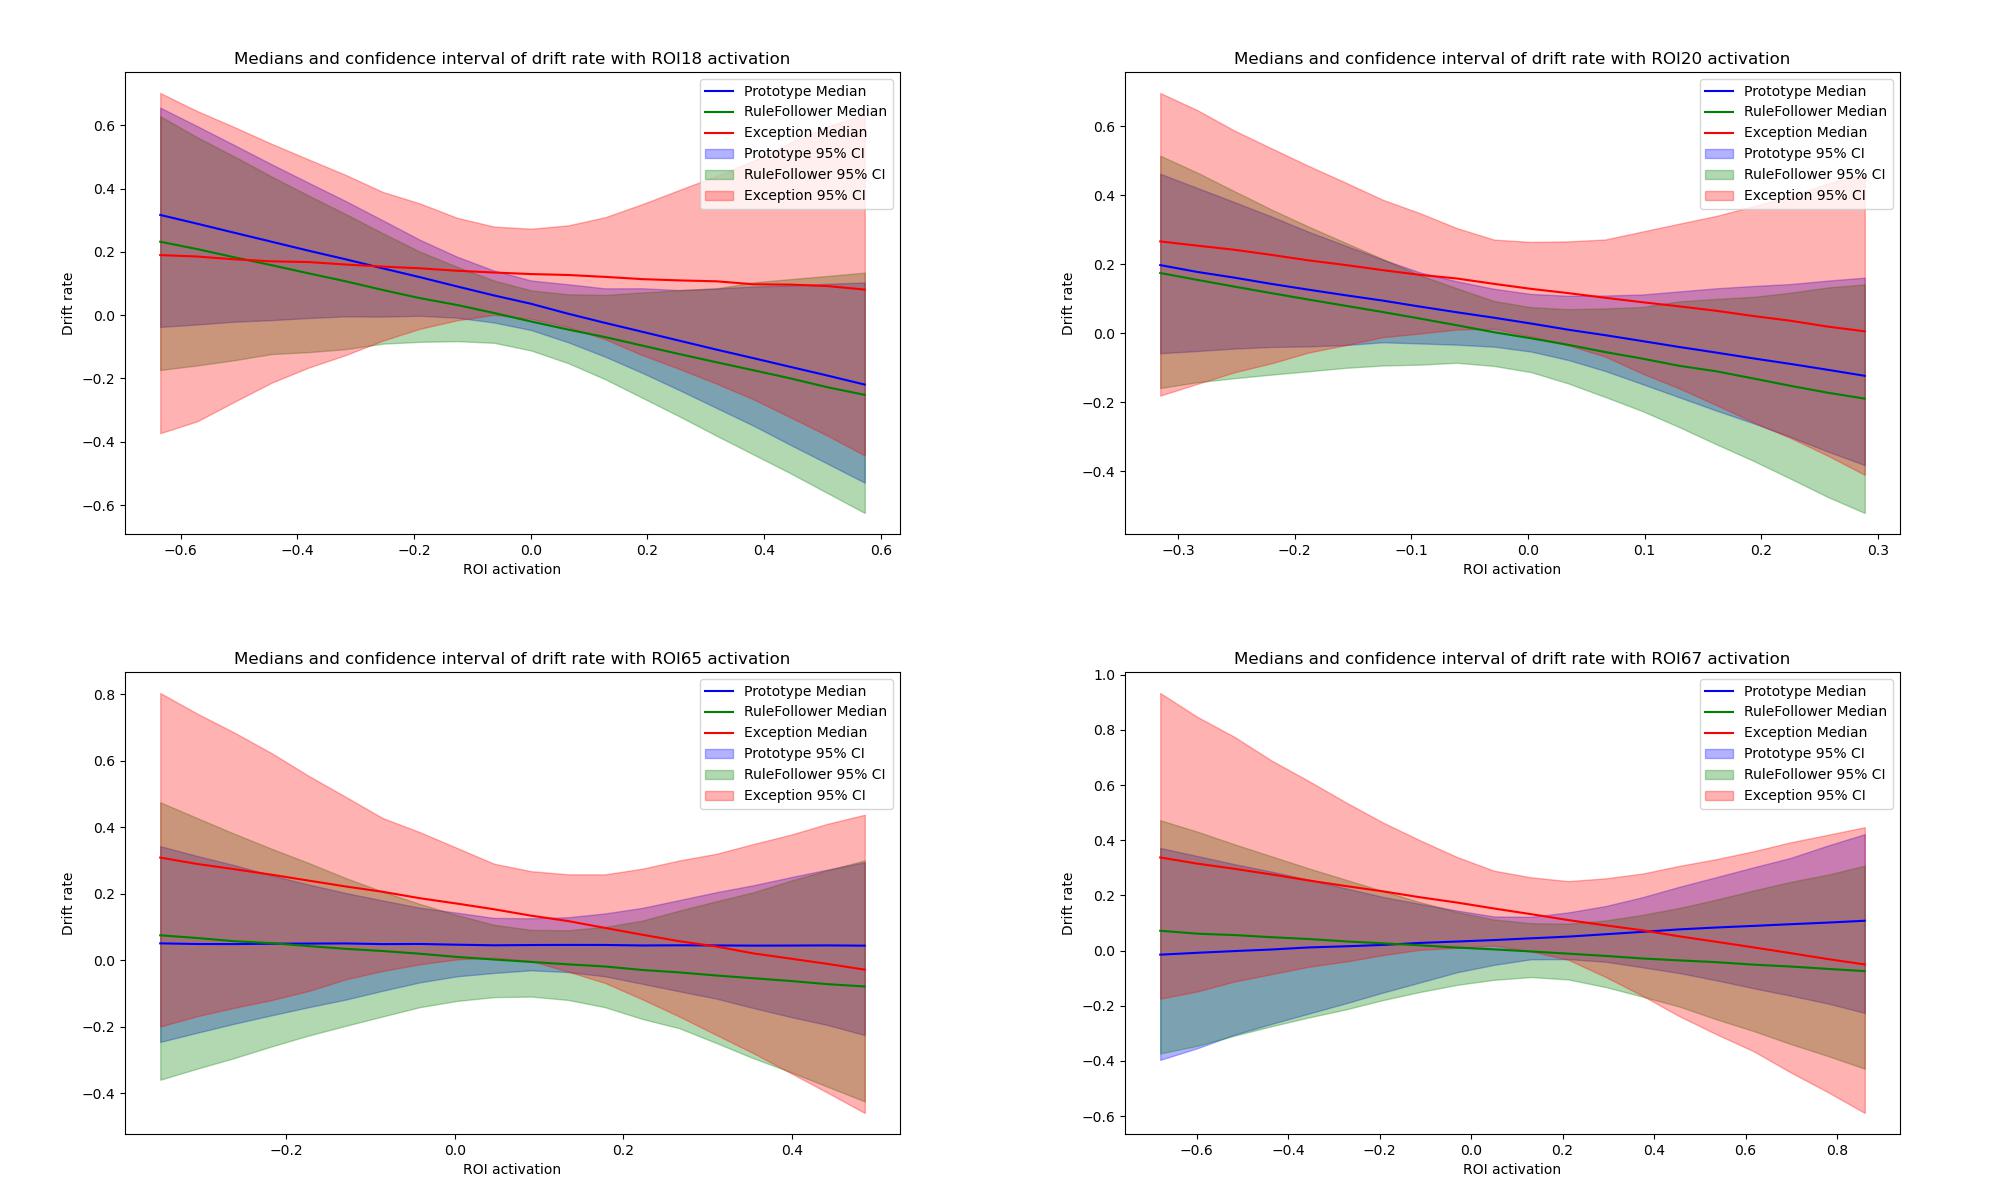 Medians and confidence interval of drift rate with ROI18 activation
Prototype Median
RuleFollower Median
Exception Median
Prototype 95% CI
RuleFollower 95% CI
Exception 95% CI
Drift rate
0.6
0.4
0.2
0.0
−0.2
−0.4
−0.6
−0.6 −0.4 −0.2 0.0 0.2 0.4 0.6
ROI activation
Medians and confidence interval of drift rate with ROI20 activation
Prototype Median
RuleFollower Median
Exception Median
Prototype 95% CI
RuleFollower 95% CI
Exception 95% CI
Drift rate
0.6
0.4
0.2
0.0
−0.2
−0.4
−0.3 −0.2 −0.1 0.0 0.1 0.2 0.3
ROI activation
Medians and confidence interval of drift rate with ROI65 activation
Prototype Median
RuleFollower Median
Exception Median
Prototype 95% CI
RuleFollower 95% CI
Exception 95% CI
Drift rate
0.8
0.6
0.4
0.2
0.0
−0.2
−0.4
−0.2 0.0 0.2 0.4
ROI activation
Medians and confidence interval of drift rate with ROI67 activation
Prototype Median
RuleFollower Median
Exception Median
Prototype 95% CI
RuleFollower 95% CI
Exception 95% CI
Drift rate
1.0
0.8
0.6
0.4
0.2
0.0
−0.2
−0.4
−0.6
−0.6 −0.4 −0.2 0.0 0.2 0.4 0.6 0.8
ROI activation